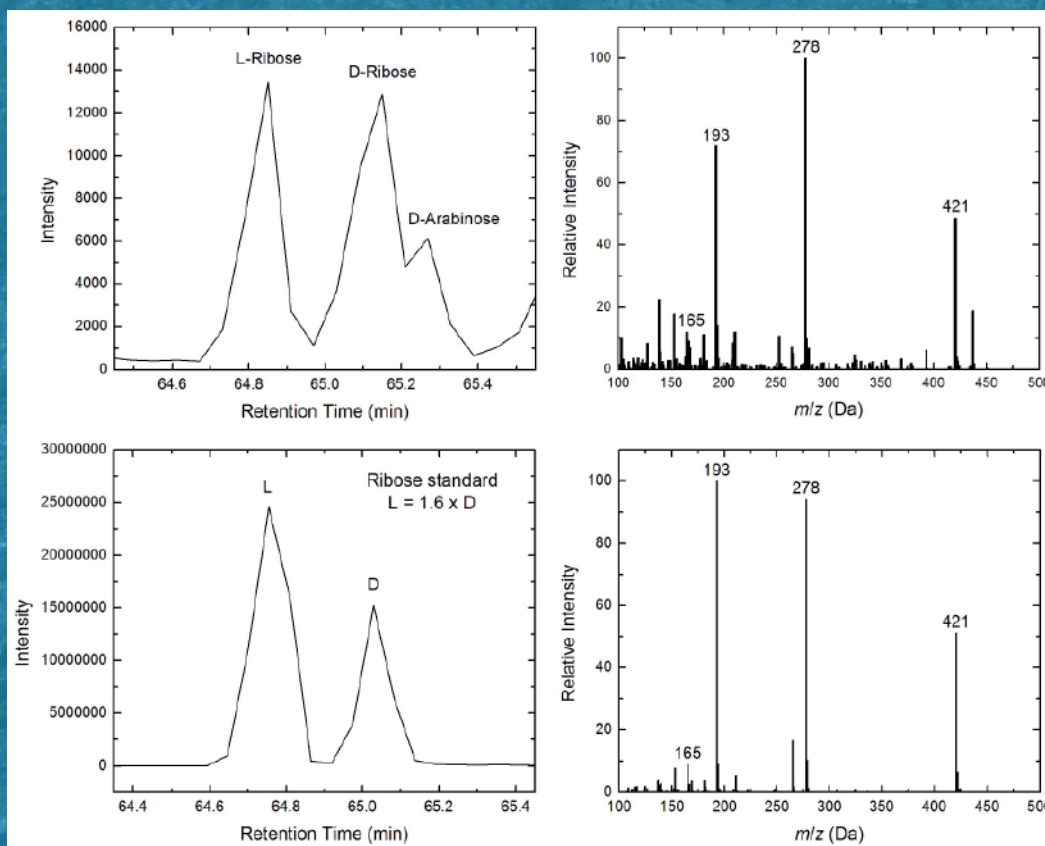 16000
14000
12000
10000
8000
6000
4000
2000
0
Intensity
L-Ribose
D-Ribose
D-Arabinose
64.6 64.8 65.0 65.2 65.4
Retention Time (min)
100
80
60
40
20
0
Relative Intensity
278
193
421
165
100 150 200 250 300 350 400 450 500
m/z (Da)
30000000
25000000
20000000
15000000
10000000
5000000
0
Intensity
Ribose standard
L = 1.6 x D
L
D
64.4 64.6 64.8 65.0 65.2 65.4
Retention Time (min)
100
80
60
40
20
0
Relative Intensity
193
278
421
165
100 150 200 250 300 350 400 450 500
m/z (Da)